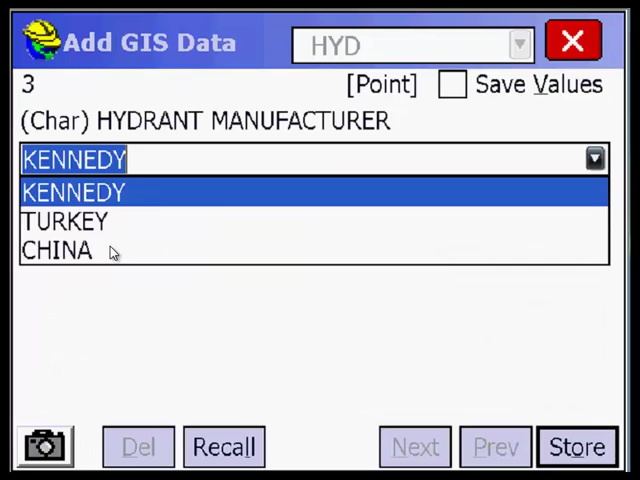 Add GIS Data HYD
3 [Point] Save Values
(Char) HYDRANT MANUFACTURER
KENNEDY
KENNEDY
TURKEY
CHINA
Del Recall Next Prev Store